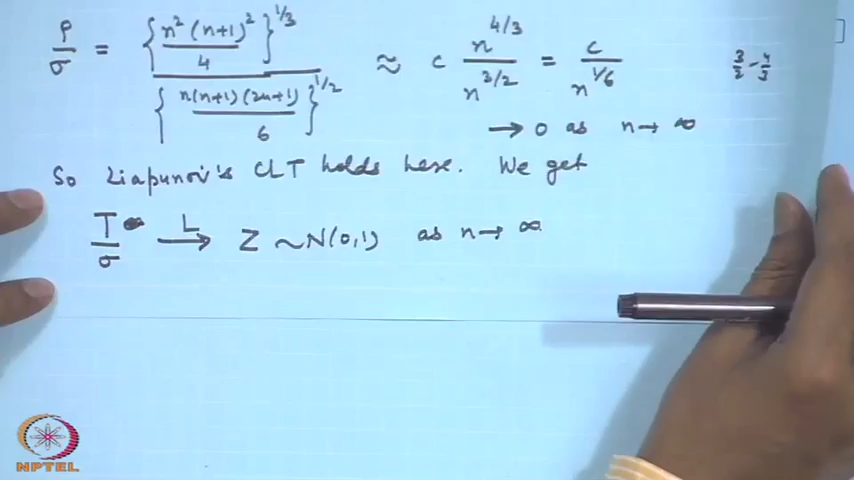 ρ/σ = {n²(n+1)²/4}^{1/3} / {n(n+1)(2n+1)/6}^{1/2} ≈ c n^{4/3}/n^{3/2} = c/n^{1/6}
3/2 - 4/3
→ 0 as n → ∞
So Liapunov's CLT holds here. We get
T/σ →^L Z ~ N(0,1) as n → ∞
NPTEL